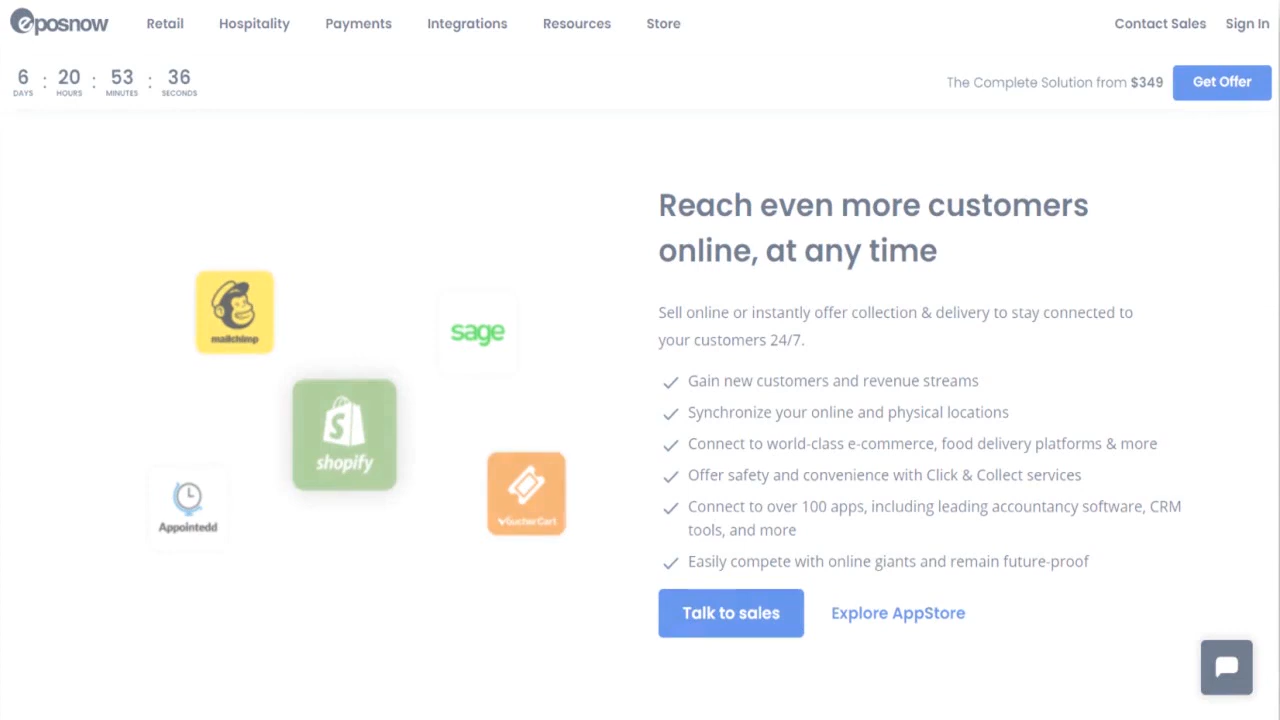 eposnow Retail Hospitality Payments Integrations Resources Store Contact Sales Sign In
6 : 20 : 53 : 36
DAYS HOURS MINUTES SECONDS
The Complete Solution from $349 Get Offer
Reach even more customers
online, at any time
Sell online or instantly offer collection & delivery to stay connected to
your customers 24/7.
mailchimp
sage
shopify
Appointedd
VoucherCart
Gain new customers and revenue streams
Synchronize your online and physical locations
Connect to world-class e-commerce, food delivery platforms & more
Offer safety and convenience with Click & Collect services
Connect to over 100 apps, including leading accountancy software, CRM
tools, and more
Easily compete with online giants and remain future-proof
Talk to sales Explore AppStore